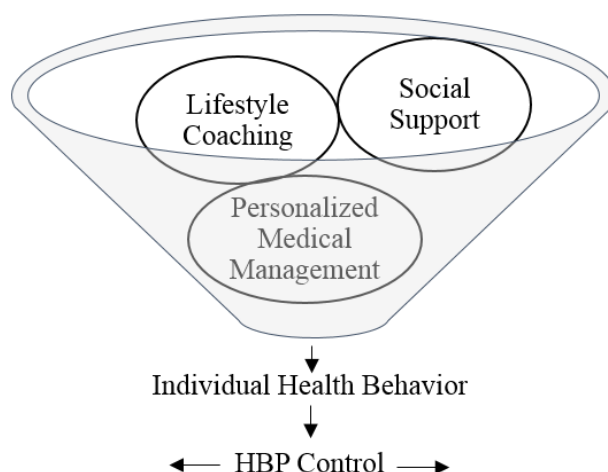 Lifestyle
Coaching
Social
Support
Personalized
Medical
Management
Individual Health Behavior
HBP Control